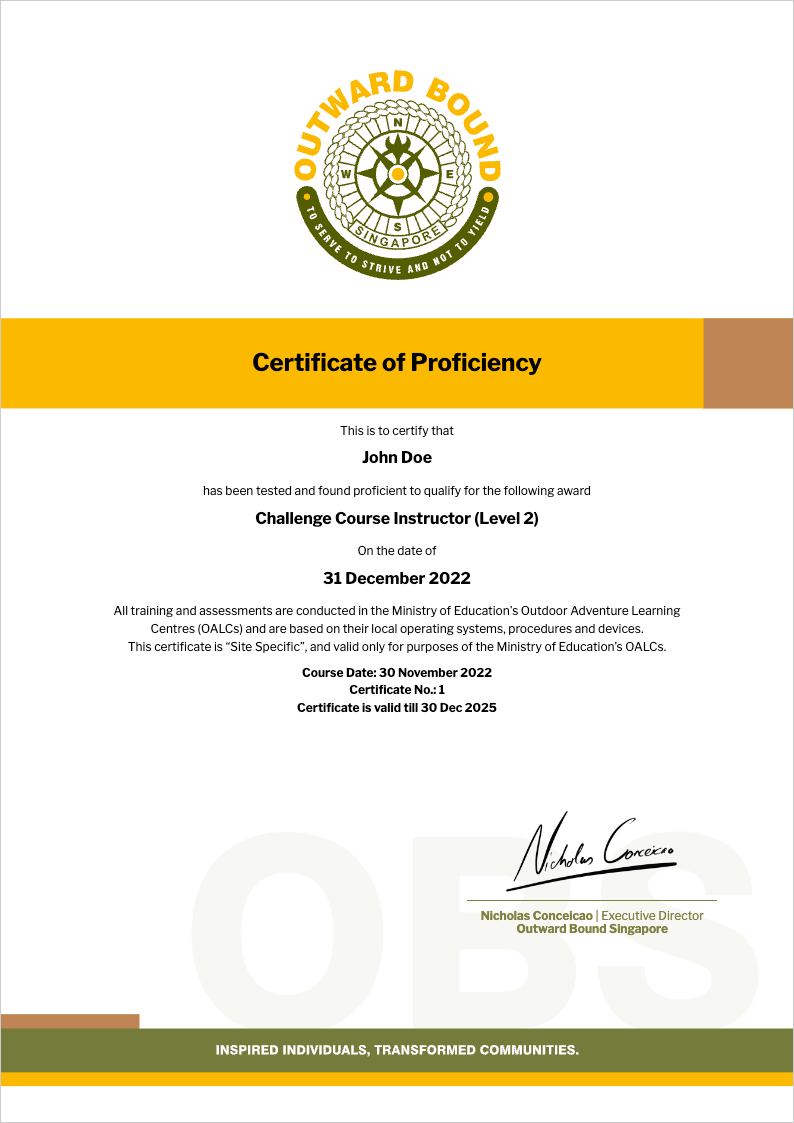 OUTWARD BOUND
N
W
E
S
SINGAPORE
TO SERVE TO STRIVE AND NOT TO YIELD
Certificate of Proficiency
This is to certify that
John Doe
has been tested and found proficient to qualify for the following award
Challenge Course Instructor (Level 2)
On the date of
31 December 2022
All training and assessments are conducted in the Ministry of Education’s Outdoor Adventure Learning
Centres (OALCs) and are based on their local operating systems, procedures and devices.
This certificate is “Site Specific”, and valid only for purposes of the Ministry of Education’s OALCs.
Course Date: 30 November 2022
Certificate No.: 1
Certificate is valid till 30 Dec 2025
OBS
Nicholas Conceicao
Nicholas Conceicao | Executive Director
Outward Bound Singapore
INSPIRED INDIVIDUALS, TRANSFORMED COMMUNITIES.